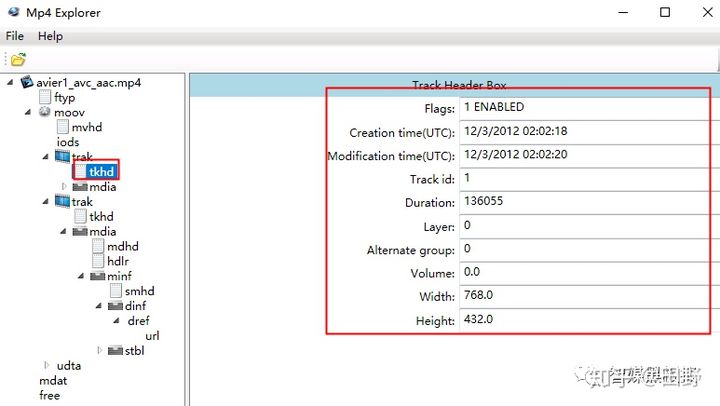 Mp4 Explorer
File Help
avier1_avc_aac.mp4
ftyp
moov
mvhd
iods
trak
tkhd
mdia
trak
tkhd
mdia
mdhd
hdlr
minf
smhd
dinf
dref
url
stbl
udta
mdat
free
Track Header Box
Flags: 1 ENABLED
Creation time(UTC): 12/3/2012 02:02:18
Modification time(UTC): 12/3/2012 02:02:20
Track id: 1
Duration: 136055
Layer: 0
Alternate group: 0
Volume: 0.0
Width: 768.0
Height: 432.0